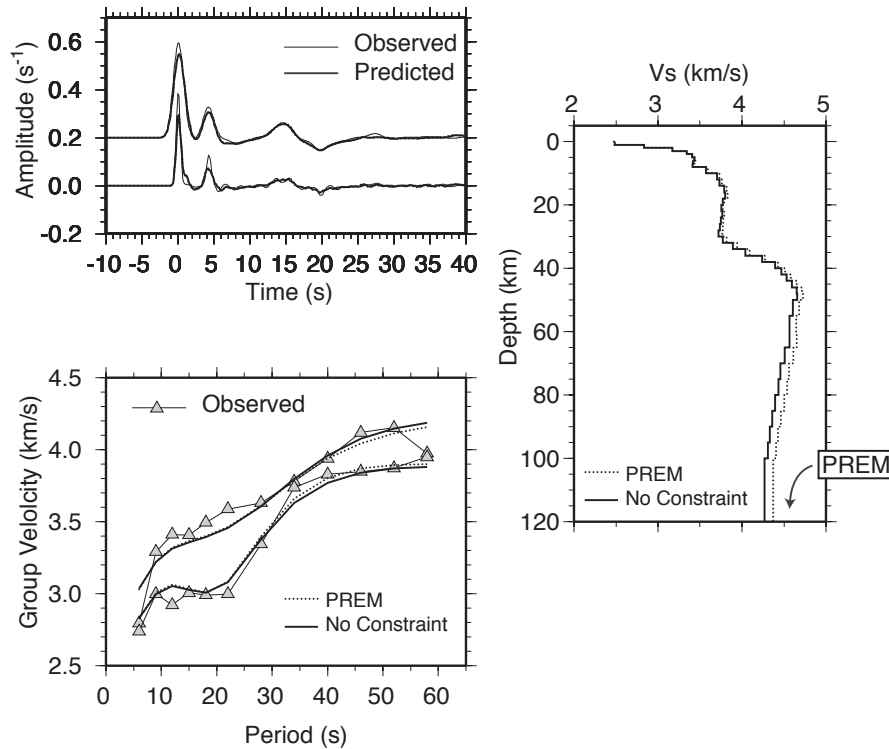 Amplitude (s-1)
0.6
0.4
0.2
0.0
-0.2
Observed
Predicted
-10 -5 0 5 10 15 20 25 30 35 40
Time (s)
Vs (km/s)
2 3 4 5
Depth (km)
0
20
40
60
80
100
120
PREM
No Constraint
PREM
Group Velolcity (km/s)
4.5
4.0
3.5
3.0
2.5
Observed
PREM
No Constraint
0 10 20 30 40 50 60
Period (s)